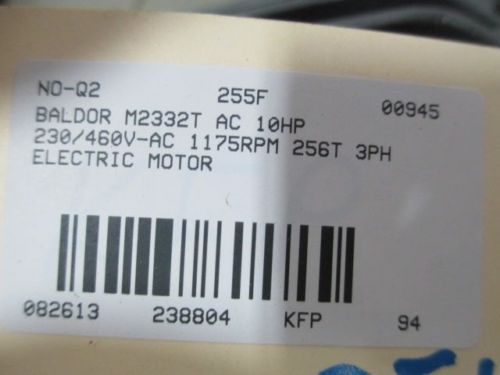 NO-Q2 255F 00945
BALDOR M2332T AC 10HP
230/460V-AC 1175RPM 256T 3PH
ELECTRIC MOTOR
082613 238804 KFP 94